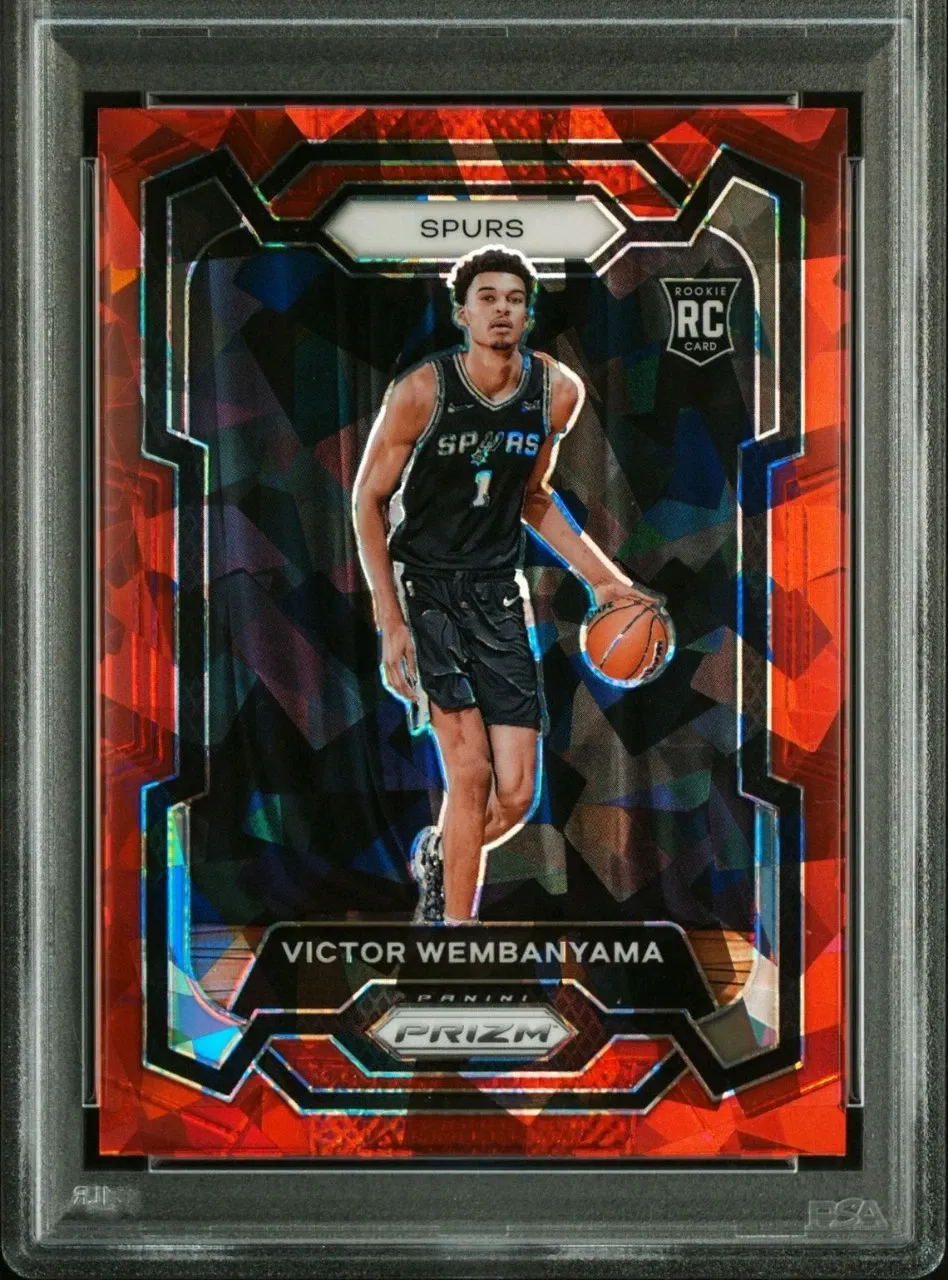 SPURS
ROOKIE
RC
CARD
SPURS
1
VICTOR WEMBANYAMA
PANINI
PRIZM
PSA